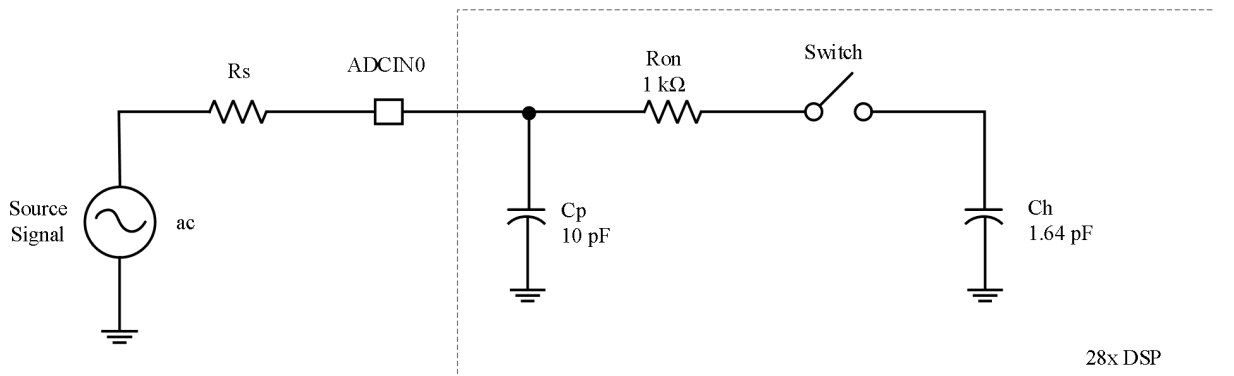 Rs
ADCIN0
Ron
1 kΩ
Switch
Source
Signal
ac
Cp
10 pF
Ch
1.64 pF
28x DSP